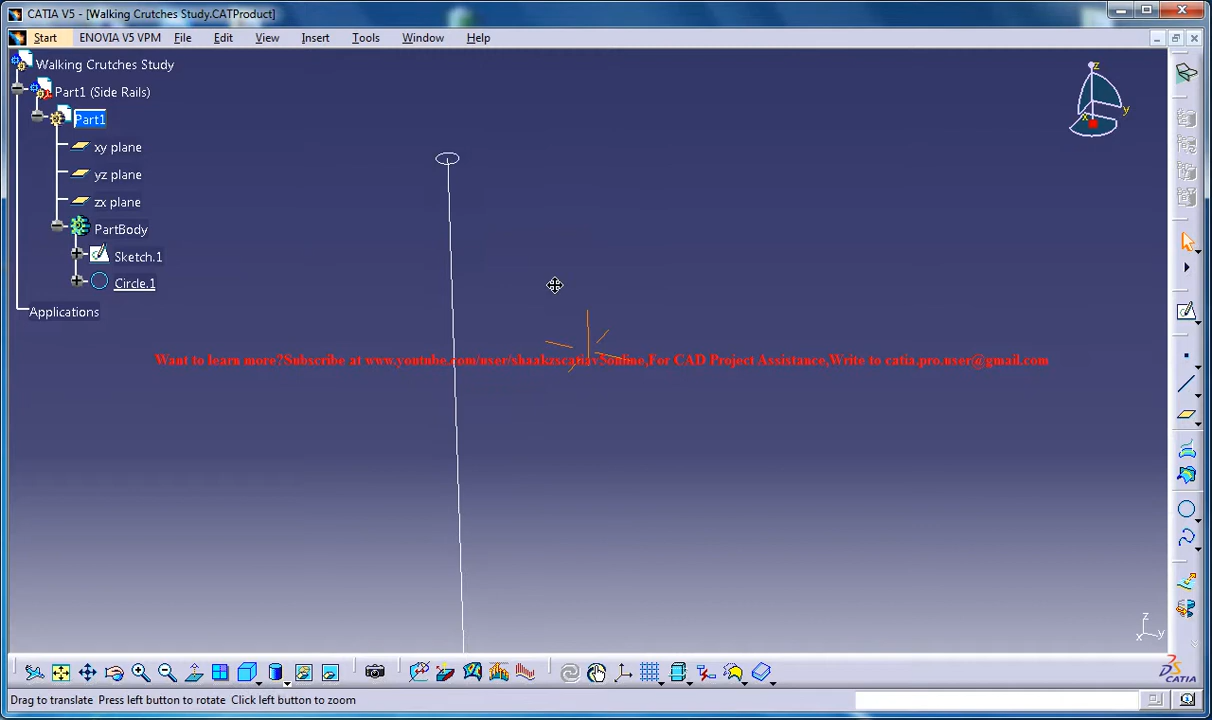 CATIA V5 - [Walking Crutches Study.CATProduct]
Start ENOVIA V5 VPM File Edit View Insert Tools Window Help
Walking Crutches Study
Part1 (Side Rails)
Part1
xy plane
yz plane
zx plane
PartBody
Sketch.1
Circle.1
Applications
z
y
x
Want to learn more?Subscribe at www.youtube.com/user/shaakzscatiav5online,For CAD Project Assistance,Write to catia.pro.user@gmail.com
z
x y
CATIA
Drag to translate Press left button to rotate Click left button to zoom